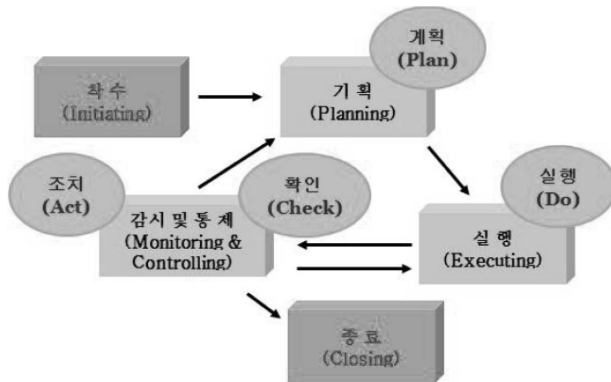 계획
(Plan)
착수
(Initiating)
기획
(Planning)
조치
(Act)
확인
(Check)
실행
(Do)
감시 및 통제
(Monitoring &
Controlling)
실행
(Executing)
종료
(Closing)